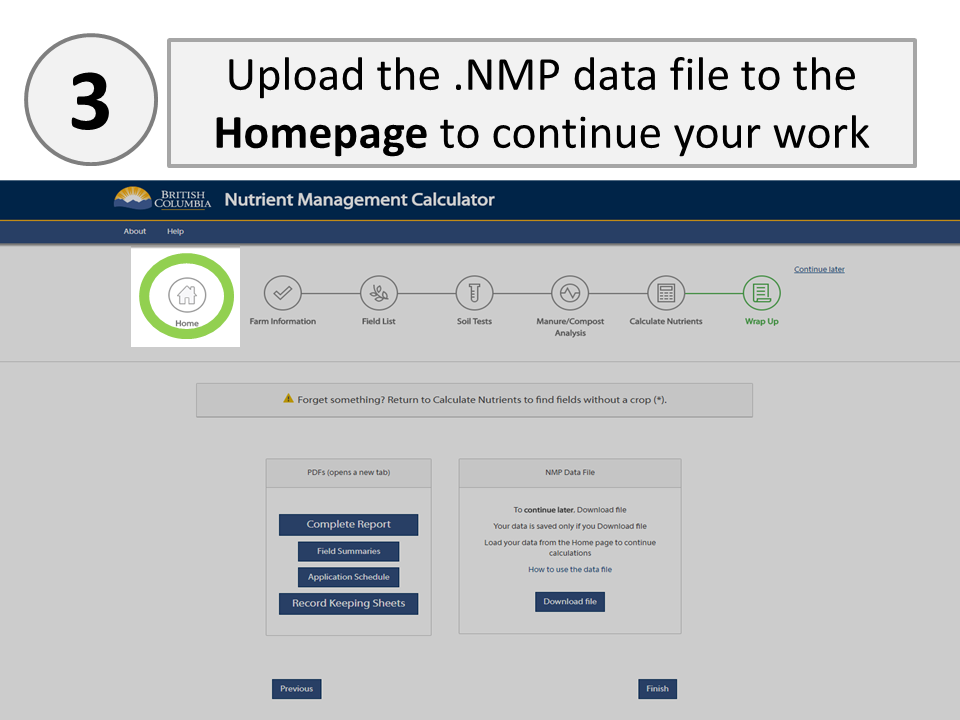 3
Upload the .NMP data file to the
Homepage to continue your work
BRITISH
COLUMBIA
Nutrient Management Calculator
About
Help
Continue later
Home
Farm Information
Field List
Soil Tests
Manure/Compost
Analysis
Calculate Nutrients
Wrap Up
Forget something? Return to Calculate Nutrients to find fields without a crop (*).
PDFs (opens a new tab)
Complete Report
Field Summaries
Application Schedule
Record Keeping Sheets
NMP Data File
To continue later, Download file
Your data is saved only if you Download file
Load your data from the Home page to continue
calculations
How to use the data file
Download file
Previous
Finish